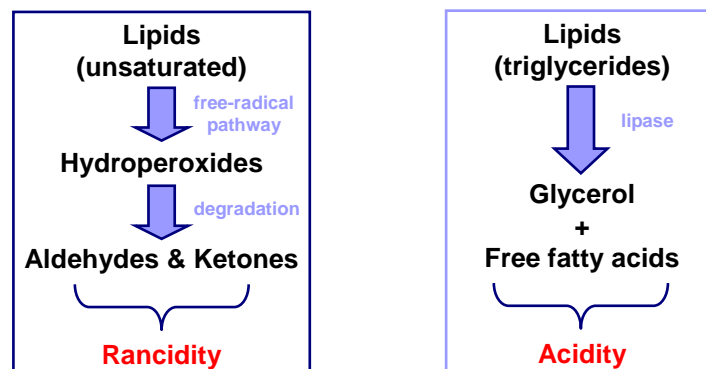 Lipids
(unsaturated)
free-radical
pathway
Hydroperoxides
degradation
Aldehydes & Ketones
Rancidity
Lipids
(triglycerides)
lipase
Glycerol
+
Free fatty acids
Acidity